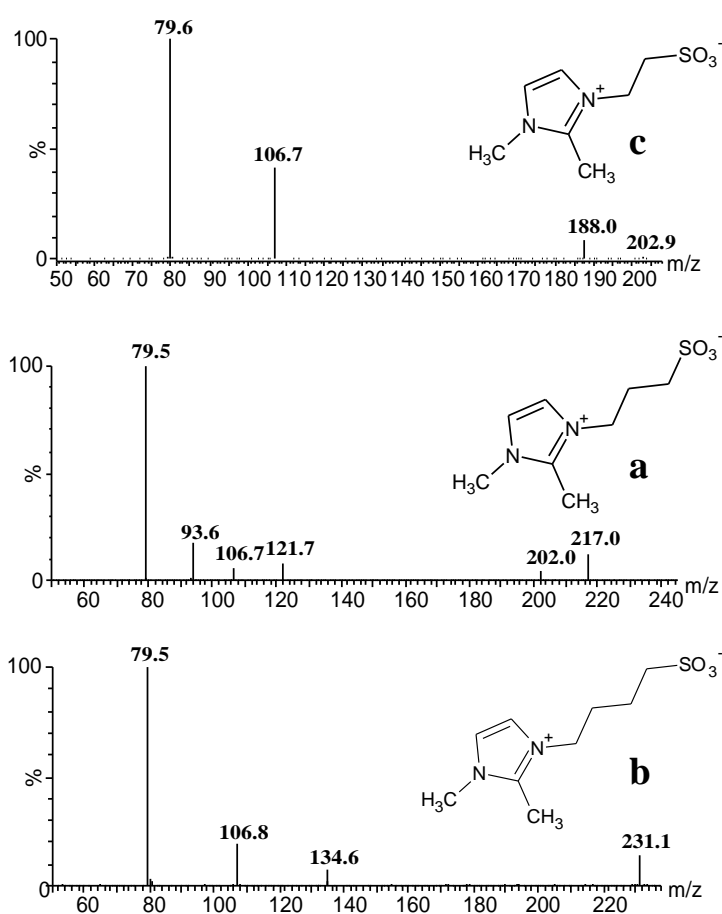 100
%
0
79.6
106.7
188.0
202.9
50 60 70 80 90 100 110 120 130 140 150 160 170 180 190 200 m/z
N
N+
H3C
CH3
SO3-
c
100
%
0
79.5
93.6
106.7
121.7
202.0
217.0
60 80 100 120 140 160 180 200 220 240 m/z
N
N+
H3C
CH3
SO3-
a
100
%
0
79.5
106.8
134.6
231.1
60 80 100 120 140 160 180 200 220 m/z
N
N+
H3C
CH3
SO3-
b